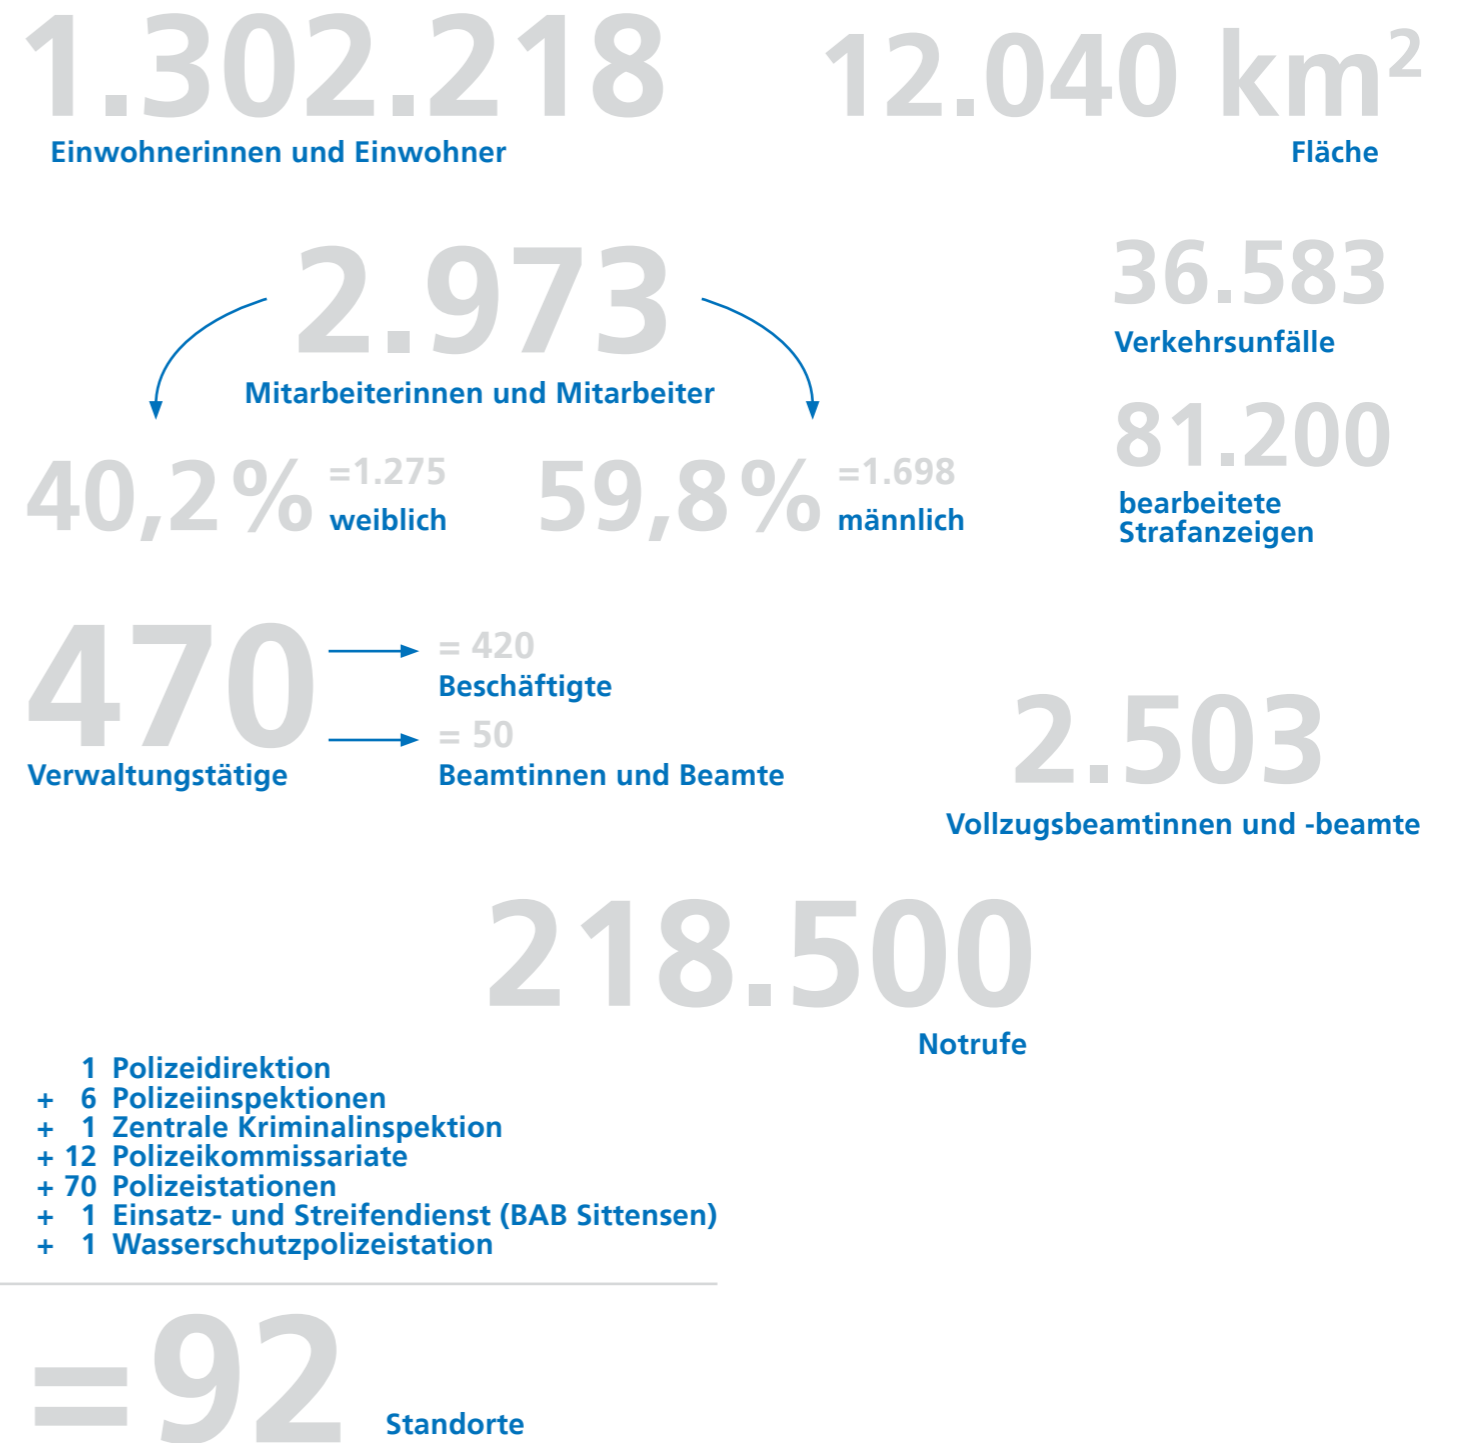 1.302.218
Einwohnerinnen und Einwohner
12.040 km²
Fläche
2.973
Mitarbeiterinnen und Mitarbeiter
40,2 % =1.275
weiblich
59,8 % =1.698
männlich
36.583
Verkehrsunfälle
81.200
bearbeitete
Strafanzeigen
470
Verwaltungstätige
= 420
Beschäftigte
= 50
Beamtinnen und Beamte
2.503
Vollzugsbeamtinnen und -beamte
218.500
Notrufe
1 Polizeidirektion
+ 6 Polizeiinspektionen
+ 1 Zentrale Kriminalinspektion
+ 12 Polizeikommissariate
+ 70 Polizeistationen
+ 1 Einsatz- und Streifendienst (BAB Sittensen)
+ 1 Wasserschutzpolizeistation
=92 Standorte